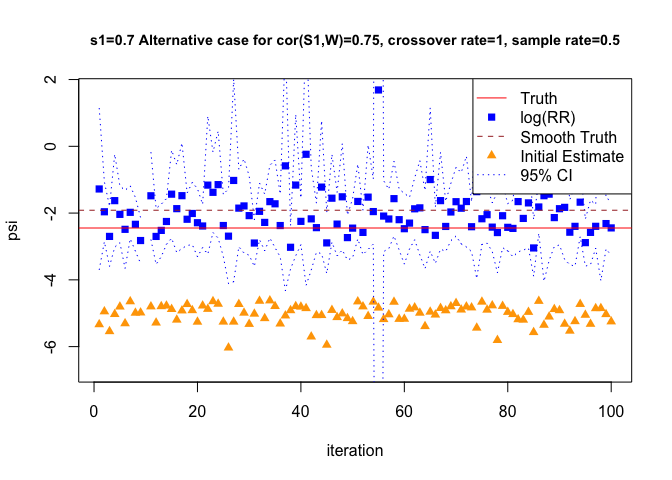 s1=0.7 Alternative case for cor(S1,W)=0.75, crossover rate=1, sample rate=0.5
2
0
-2
-4
-6
psi
Truth
log(RR)
Smooth Truth
Initial Estimate
95% CI
0 20 40 60 80 100
iteration